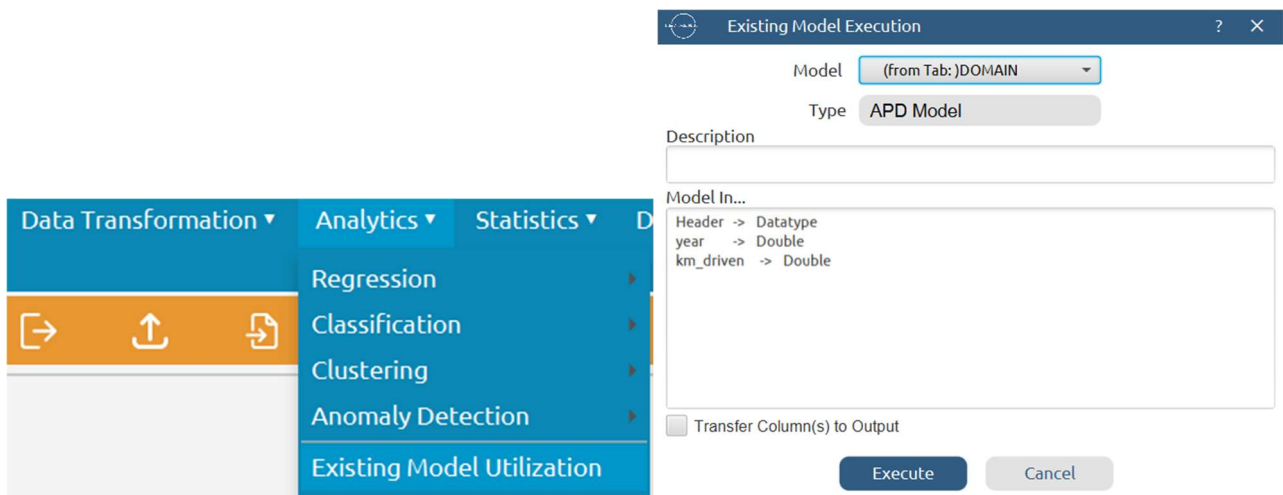 Data Transformation ▾ Analytics ▾ Statistics ▾ D
Regression
Classification
Clustering
Anomaly Detection
Existing Model Utilization
Existing Model Execution ? ×
Model (from Tab: )DOMAIN
Type APD Model
Description
Model In...
Header -> Datatype
year -> Double
km_driven -> Double
Transfer Column(s) to Output
Execute Cancel